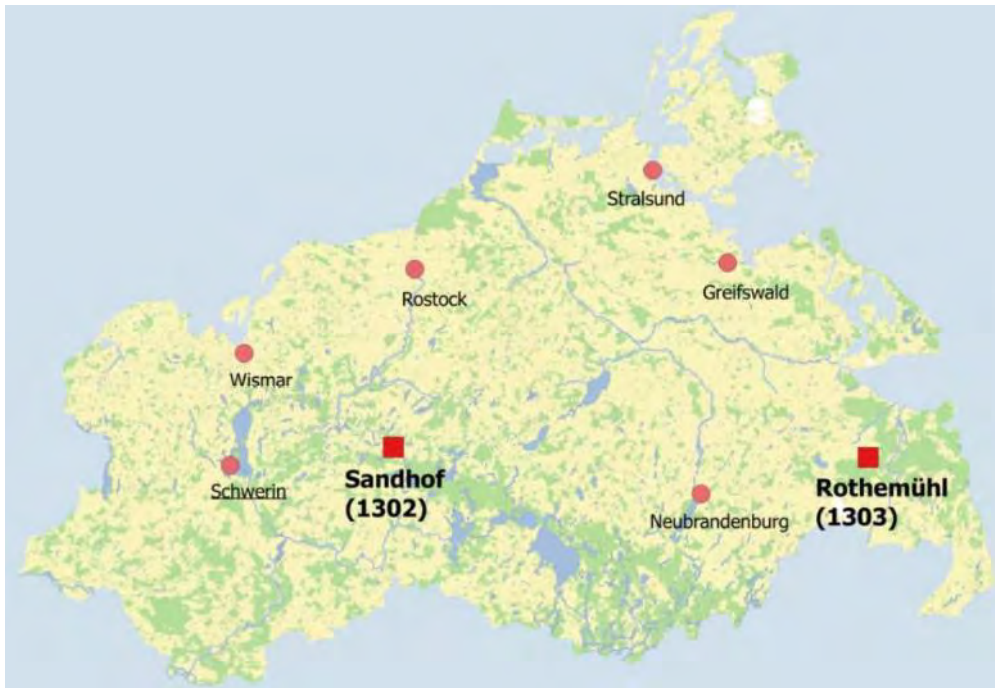 Stralsund
Greifswald
Rostock
Wismar
Sandhof
(1302)
Schwerin
Rothemühl
(1303)
Neubrandenburg